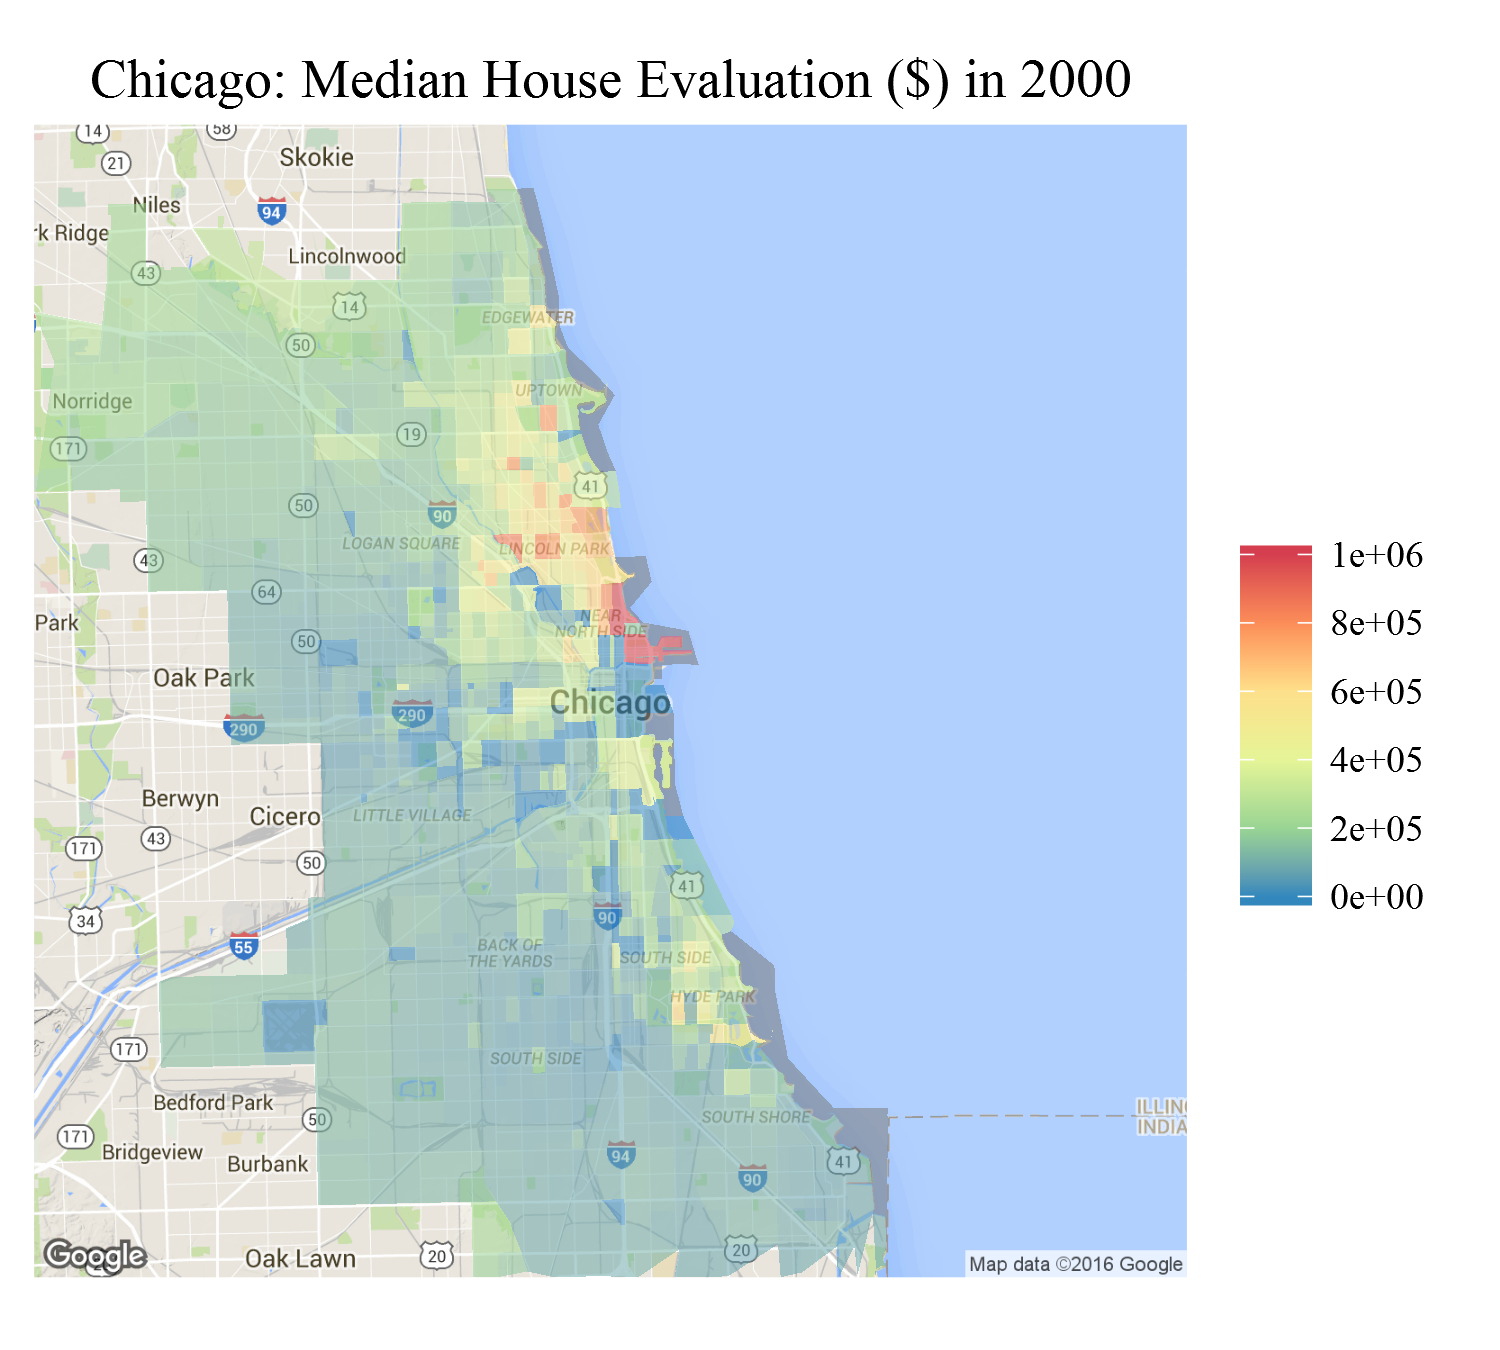 Chicago: Median House Evaluation ($) in 2000
14
58
21
Skokie
94
Niles
rk Ridge
Lincolnwood
43
14
EDGEWATER
50
UPTOWN
Norridge
19
171
41
50
90
LOGAN SQUARE
LINCOLN PARK
43
64
Park
NEAR
NORTH SIDE
50
Oak Park
Chicago
290
290
Berwyn
Cicero
LITTLE VILLAGE
43
171
50
41
34
90
55
BACK OF
THE YARDS
SOUTH SIDE
HYDE PARK
171
SOUTH SIDE
Bedford Park
50
SOUTH SHORE
ILLIN
INDIA
171
Bridgeview
Burbank
94
90
41
Google
Oak Lawn
20
20
Map data ©2016 Google
1e+06
8e+05
6e+05
4e+05
2e+05
0e+00